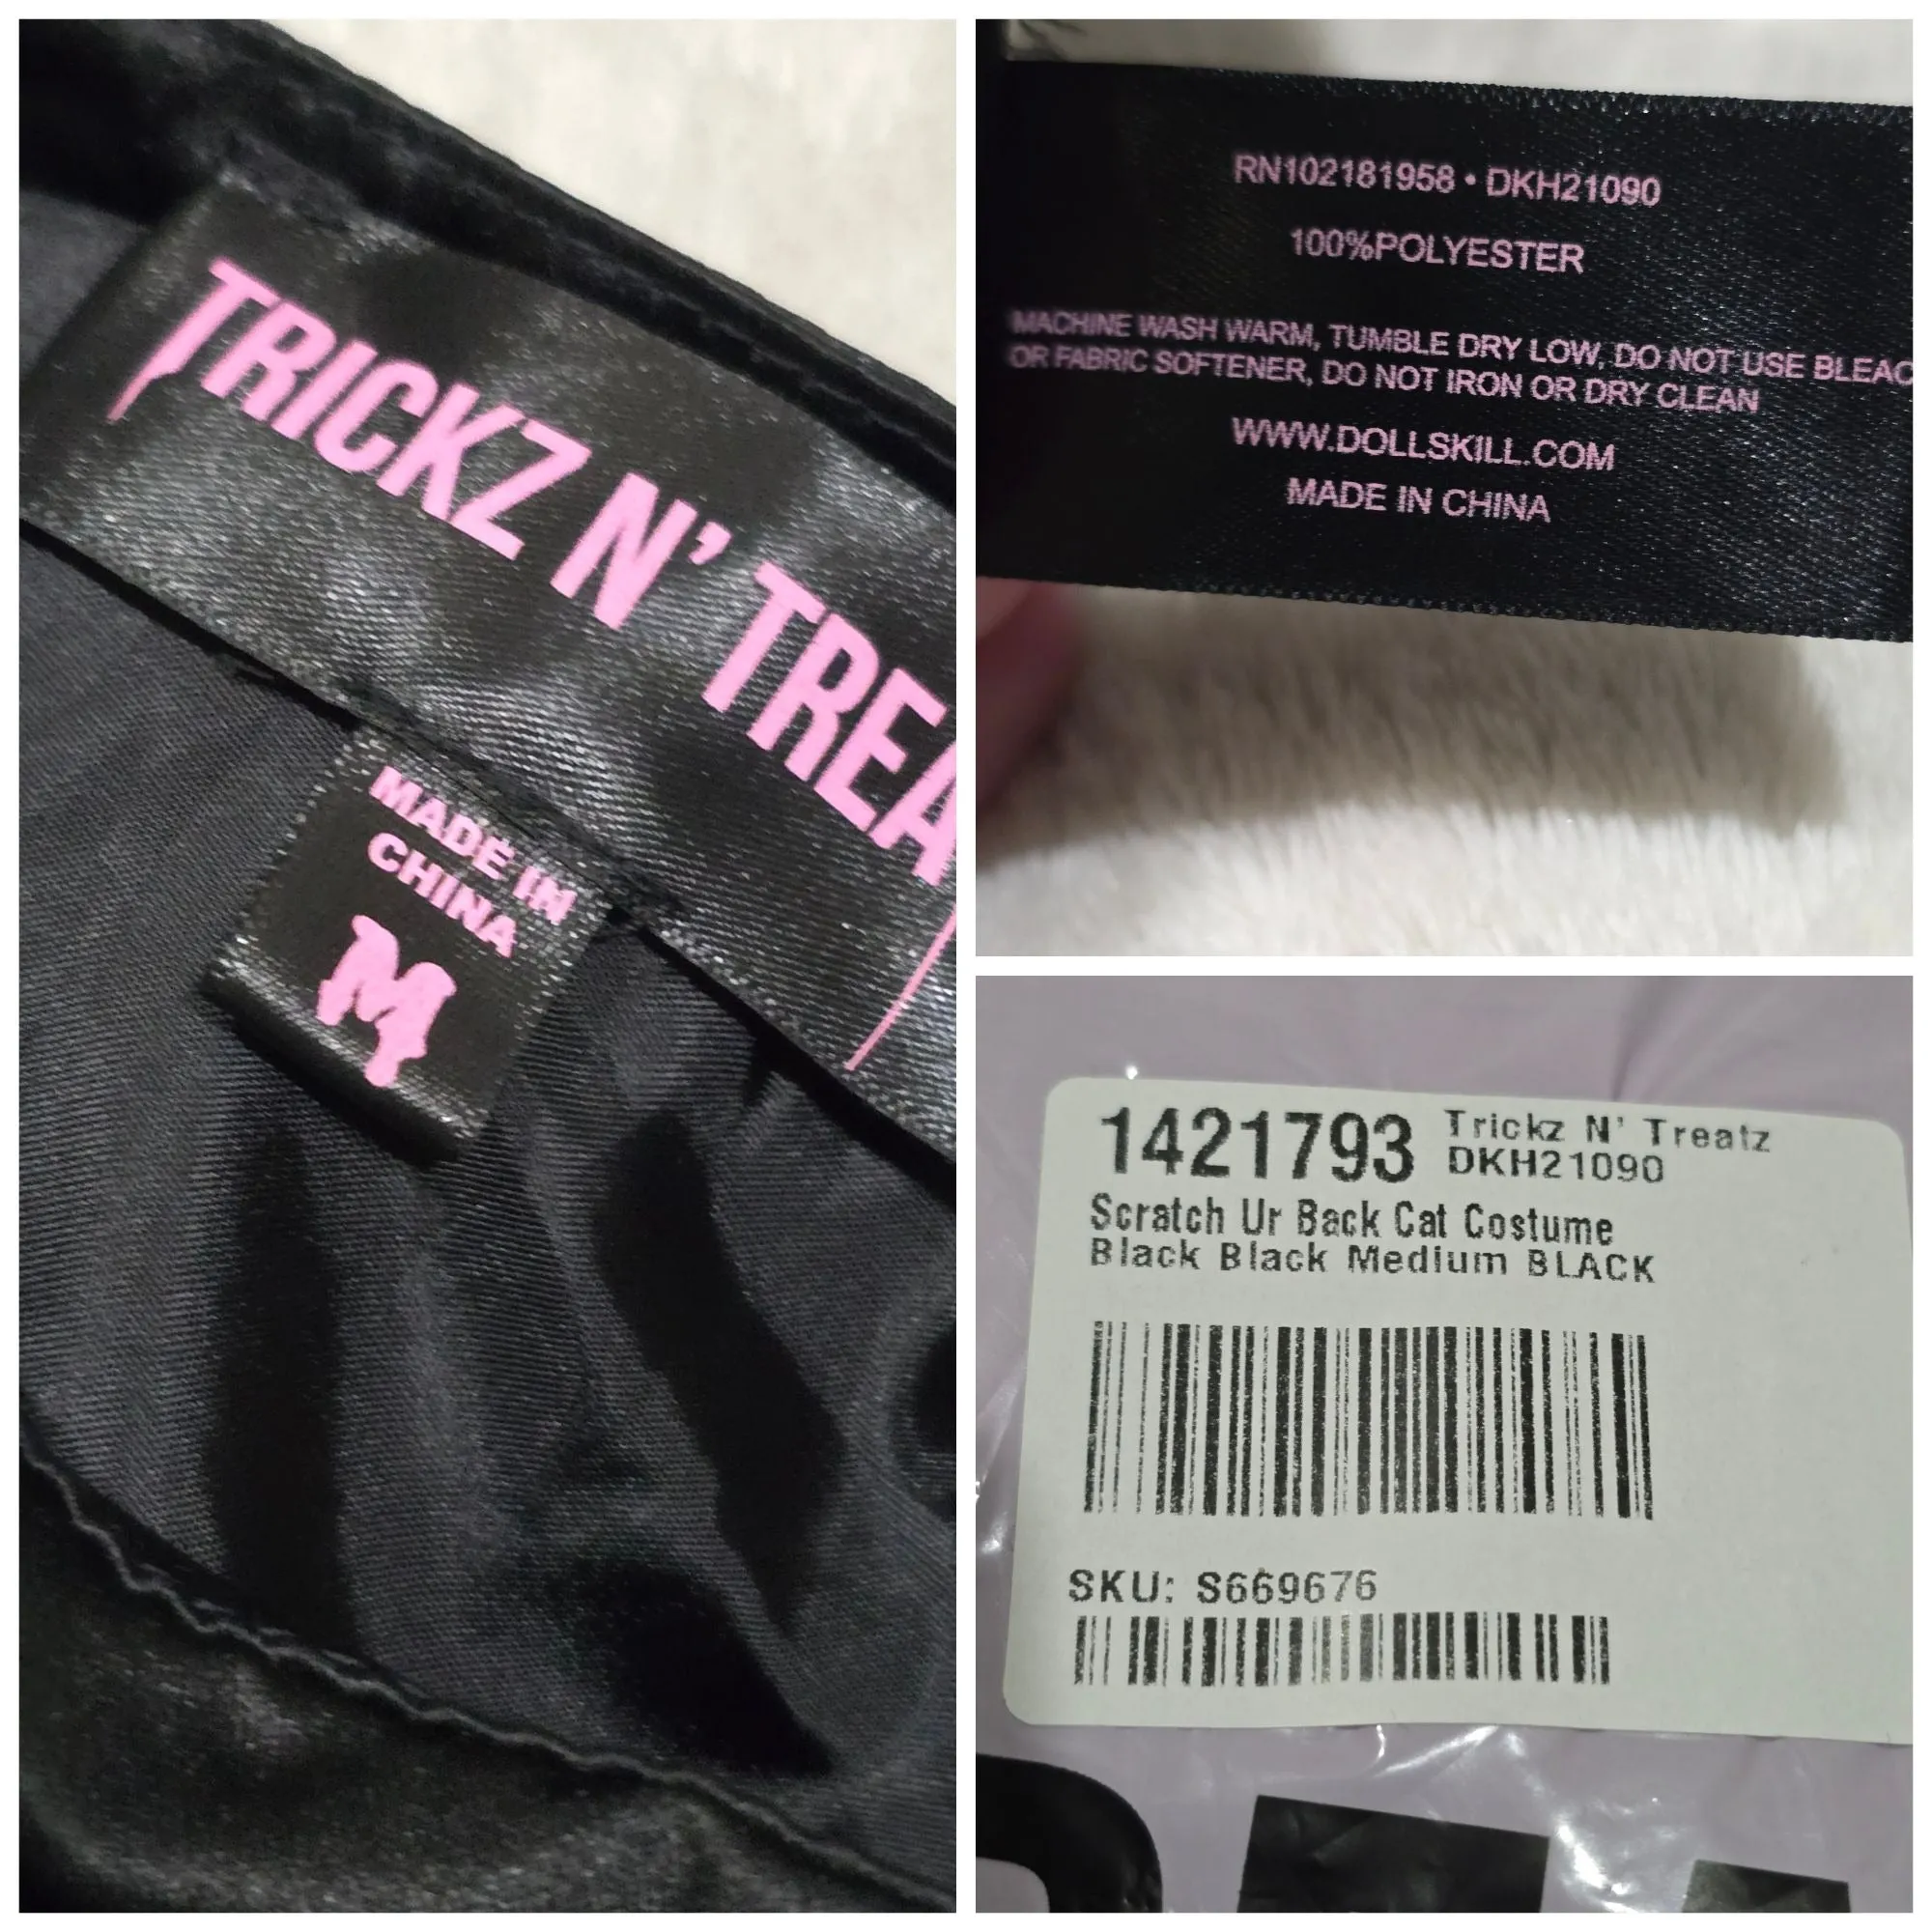 TRICKZ N' TREA
MADE IN
CHINA
M
RN102181958 • DKH21090
100%POLYESTER
MACHINE WASH WARM, TUMBLE DRY LOW, DO NOT USE BLEAC
OR FABRIC SOFTENER, DO NOT IRON OR DRY CLEAN
WWW.DOLLSKILL.COM
MADE IN CHINA
1421793 Trickz N' Treatz
DKH21090
Scratch Ur Back Cat Costume
Black Black Medium BLACK
SKU: S669676